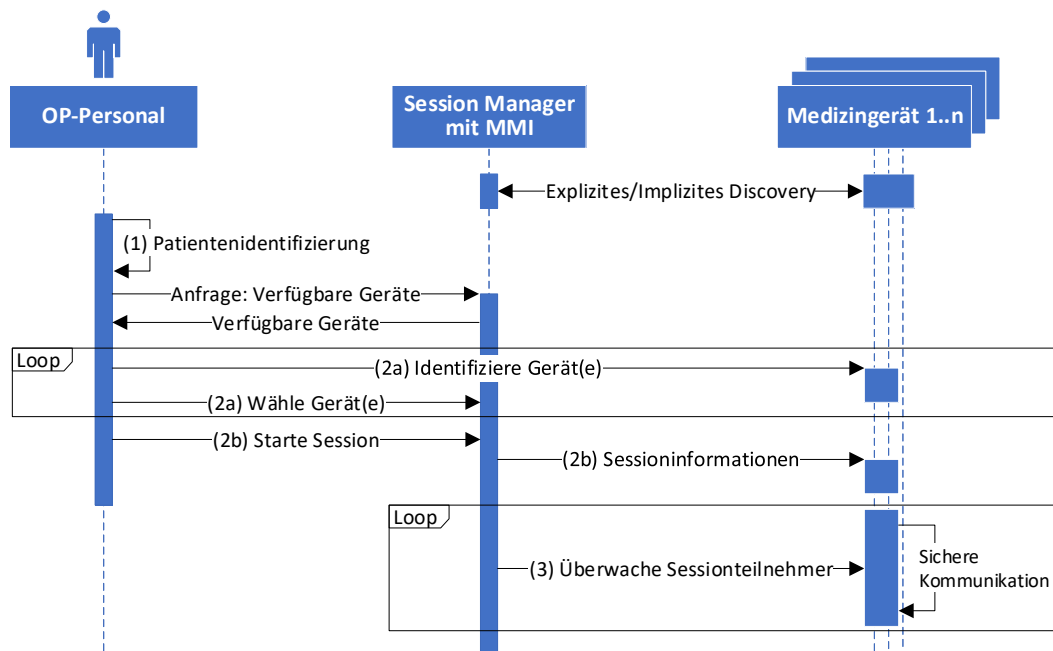 OP-Personal
Session Manager
mit MMI
Medizingerät 1..n
Explizites/Implizites Discovery
(1) Patientenidentifizierung
Anfrage: Verfügbare Geräte
Verfügbare Geräte
Loop
(2a) Identifiziere Gerät(e)
(2a) Wähle Gerät(e)
(2b) Starte Session
(2b) Sessioninformationen
Loop
(3) Überwache Sessionteilnehmer
Sichere
Kommunikation